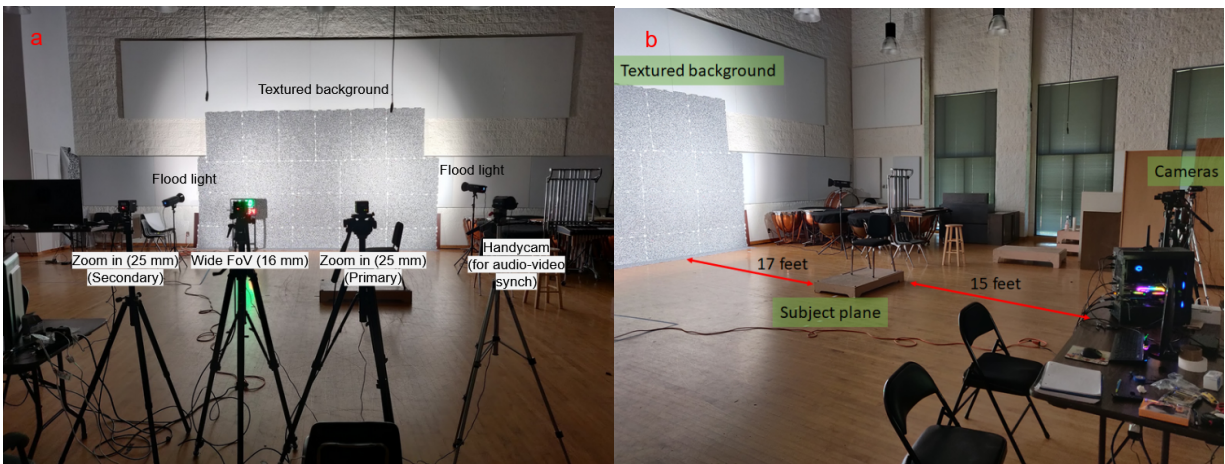 a
Textured background
Flood light
Flood light
Zoom in (25 mm)
(Secondary)
Wide FoV (16 mm)
Zoom in (25 mm)
(Primary)
Handycam
(for audio-video
synch)
b
Textured background
Cameras
17 feet
15 feet
Subject plane